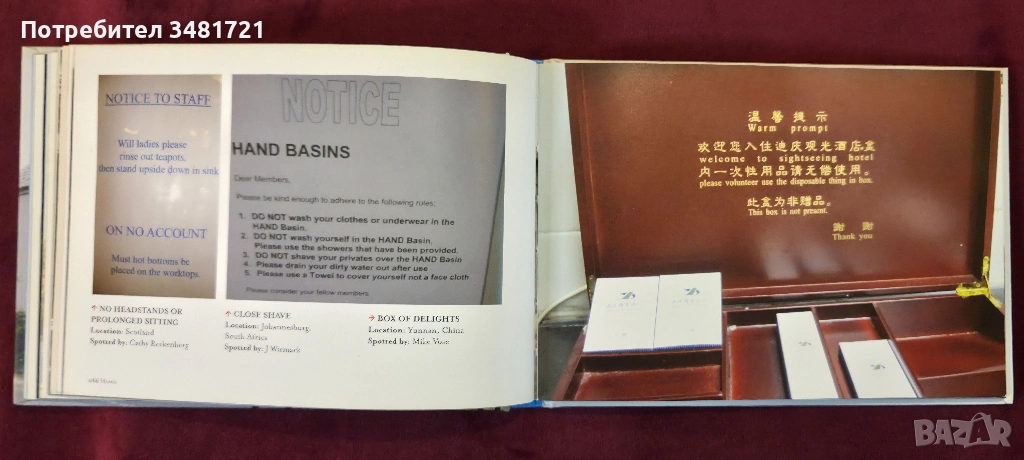 Потребител 3481721
NOTICE TO STAFF
Will ladies please
rinse out teapots,
then stand upside down in sink
ON NO ACCOUNT
Must hot bottoms be
placed on the worktops.
NOTICE
HAND BASINS
Dear Members,
Please be kind enough to adhere to the following rules:
1. DO NOT wash your clothes or underwear in the
HAND Basin.
2. DO NOT wash yourself in the HAND Basin.
Please use the showers that have been provided.
3. DO NOT shave your privates over the HAND Basin
4. Please drain your dirty water out after use
5. Please use a Towel to cover yourself not a face cloth
Please consider your fellow members.
NO HEADSTANDS OR
PROLONGED SITTING
Location: Scotland
Spotted by: Cathy Berkenberg
CLOSE SHAVE
Location: Johannesburg,
South Africa
Spotted by: J Witmark
BOX OF DELIGHTS
Location: Yunnan, China
Spotted by: Mike Vose
Hotels
温馨提示
Warm prompt
欢迎您入住迪庆观光酒店盒
welcome to sightseeing hotel
内一次性用品请无偿使用。
please volunteer use the disposable thing in box.
此盒为非赠品。
This box is not present.
謝 謝
Thank you
BAZAR